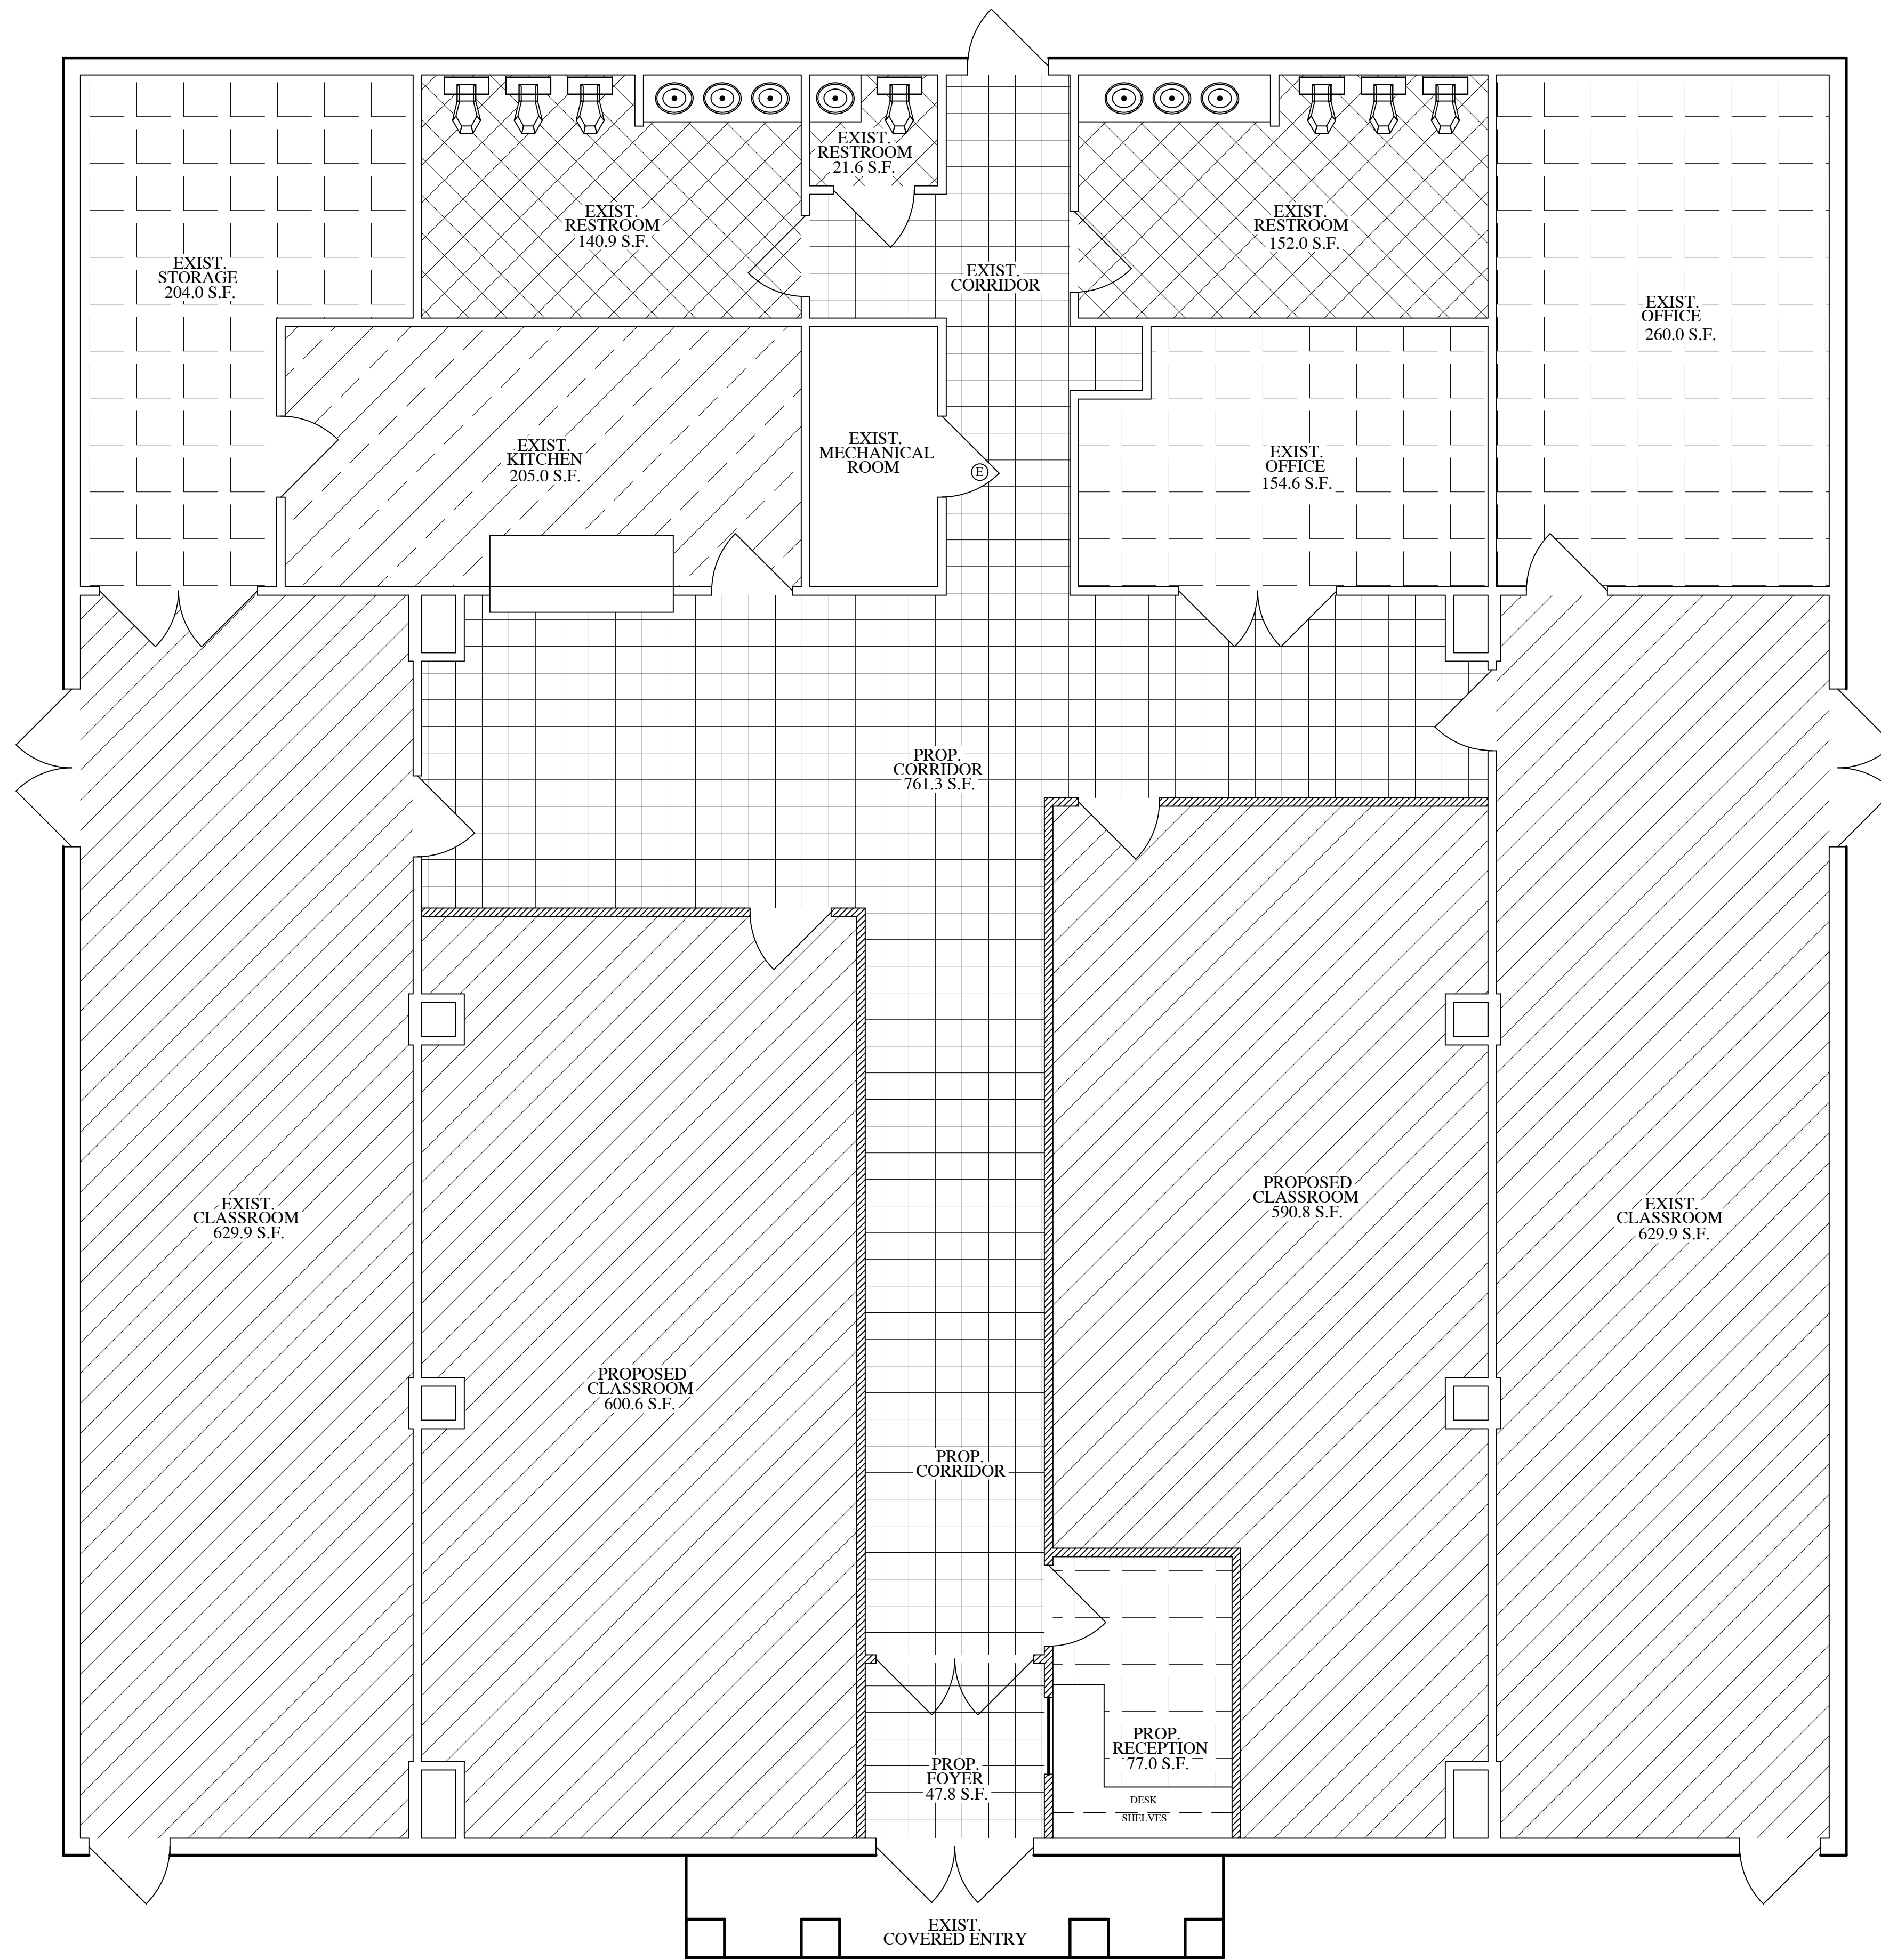 EXIST.
RESTROOM
21.6 S.F.
EXIST.
RESTROOM
140.9 S.F.
EXIST.
RESTROOM
152.0 S.F.
EXIST.
STORAGE
204.0 S.F.
EXIST.
CORRIDOR
EXIST.
OFFICE
260.0 S.F.
EXIST.
KITCHEN
205.0 S.F.
EXIST.
MECHANICAL
ROOM
E
EXIST.
OFFICE
154.6 S.F.
PROP.
CORRIDOR
761.3 S.F.
EXIST.
CLASSROOM
629.9 S.F.
PROPOSED
CLASSROOM
590.8 S.F.
EXIST.
CLASSROOM
629.9 S.F.
PROPOSED
CLASSROOM
600.6 S.F.
PROP.
CORRIDOR
PROP.
RECEPTION
77.0 S.F.
PROP.
FOYER
47.8 S.F.
DESK
SHELVES
EXIST.
COVERED ENTRY